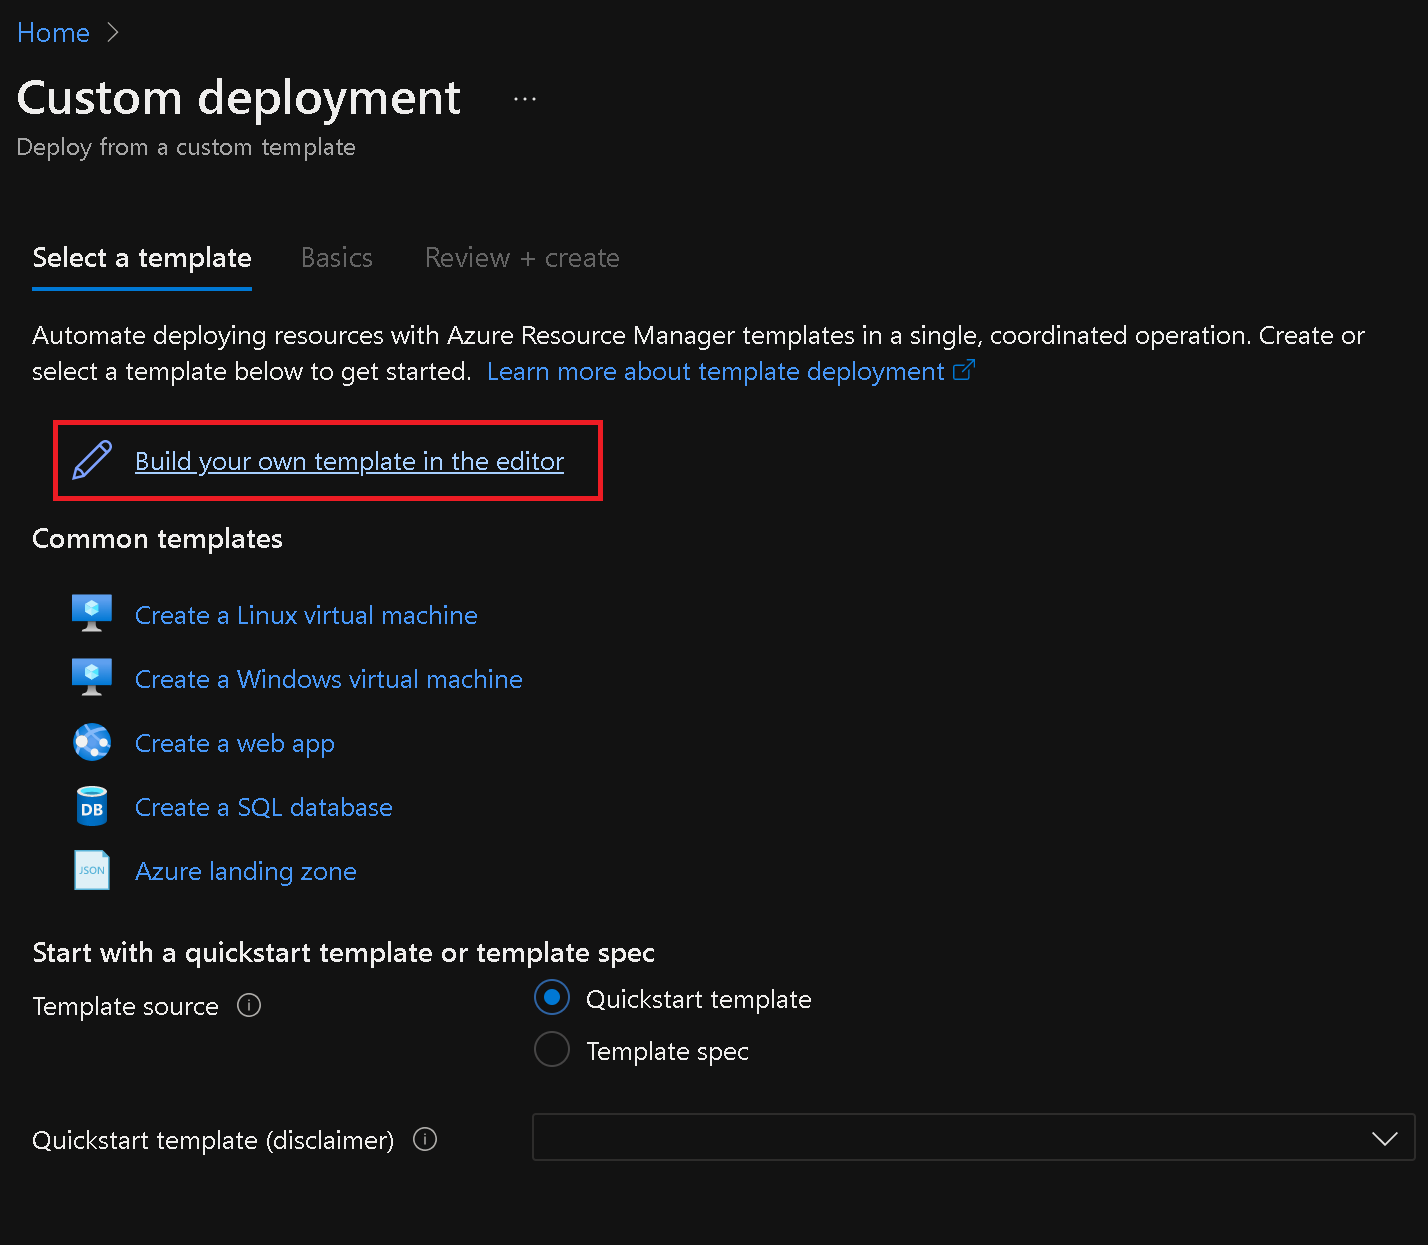 Home
Custom deployment ...
Deploy from a custom template
Select a template Basics Review + create
Automate deploying resources with Azure Resource Manager templates in a single, coordinated operation. Create or
select a template below to get started. Learn more about template deployment
Build your own template in the editor
Common templates
Create a Linux virtual machine
Create a Windows virtual machine
Create a web app
DB Create a SQL database
JSON Azure landing zone
Start with a quickstart template or template spec
Template source Quickstart template
Template spec
Quickstart template (disclaimer)